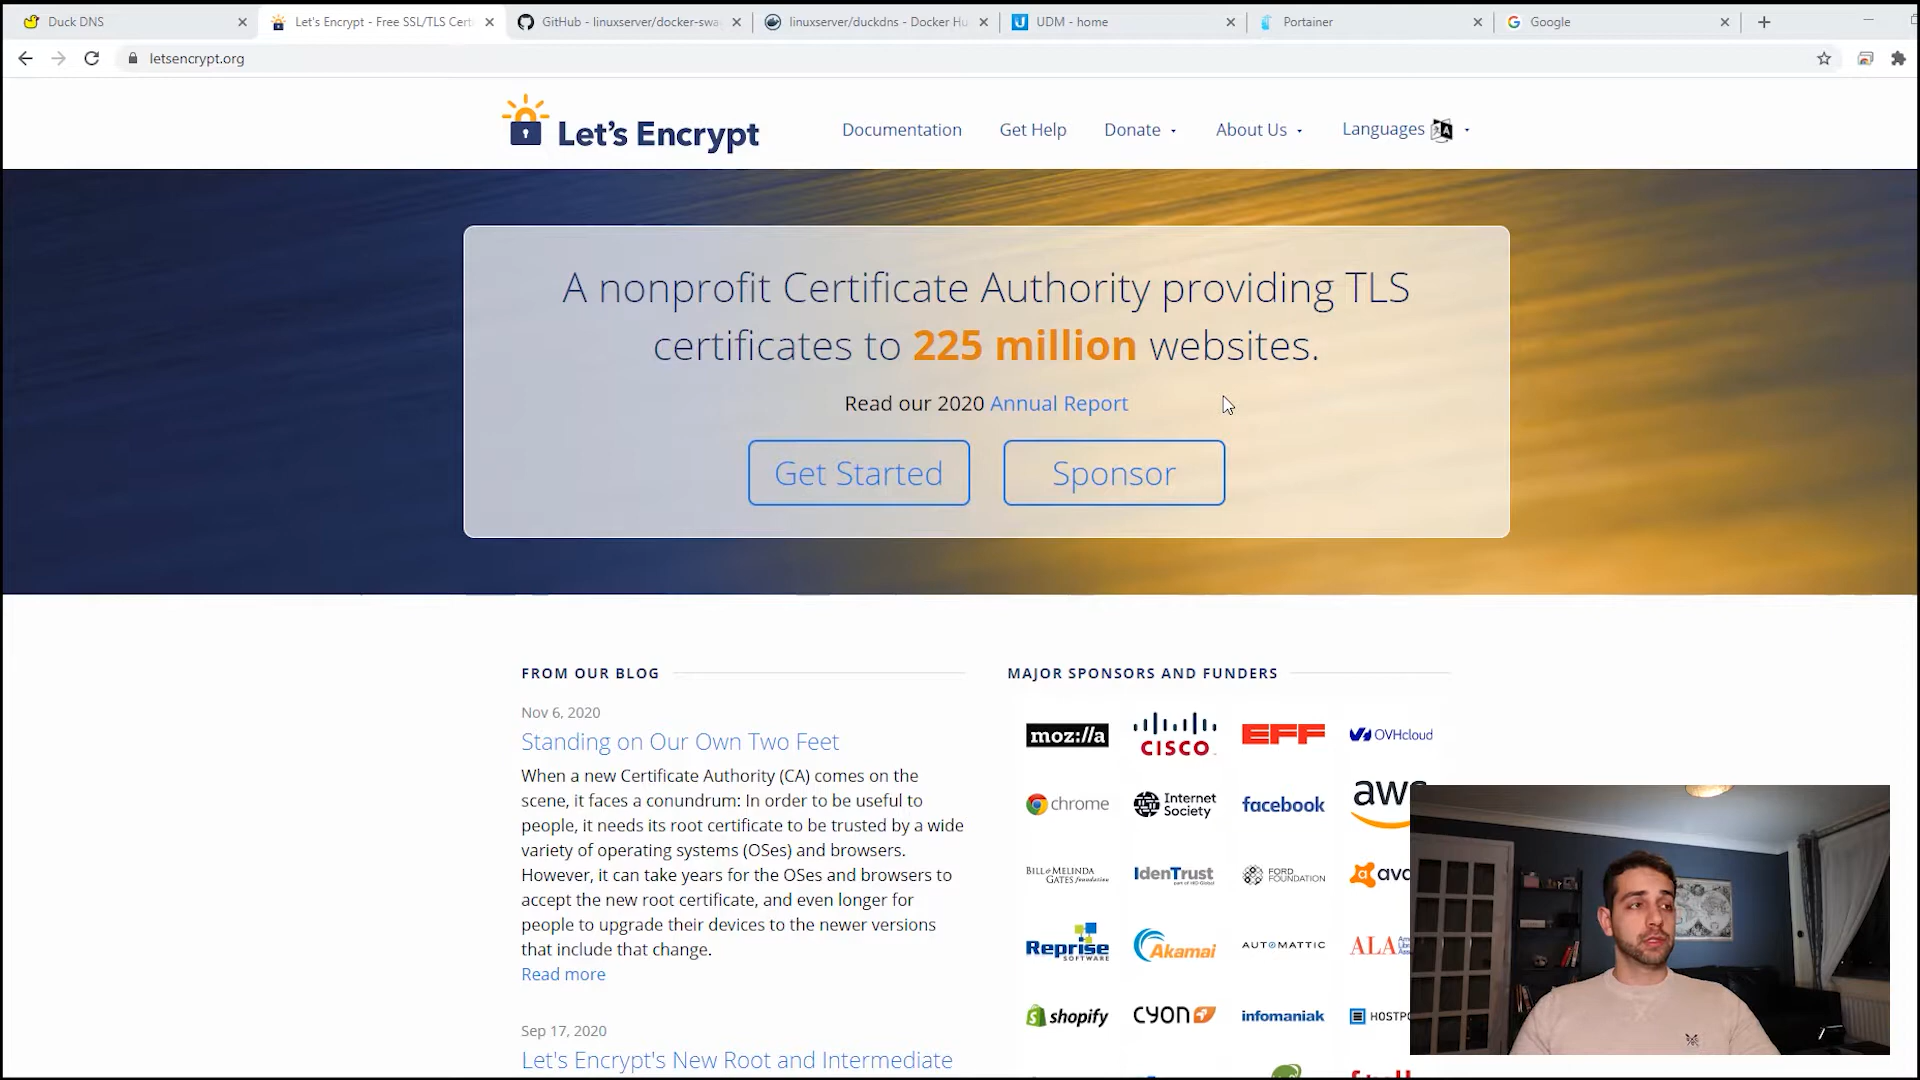 Duck DNS
Let's Encrypt - Free SSL/TLS Cert
GitHub - linuxserver/docker-swa
linuxserver/duckdns - Docker Hu
UDM - home
Portainer
Google
letsencrypt.org
Let's Encrypt
Documentation
Get Help
Donate
About Us
Languages
A nonprofit Certificate Authority providing TLS
certificates to 225 million websites.
Read our 2020 Annual Report
Get Started
Sponsor
FROM OUR BLOG
Nov 6, 2020
Standing on Our Own Two Feet
When a new Certificate Authority (CA) comes on the
scene, it faces a conundrum: In order to be useful to
people, it needs its root certificate to be trusted by a wide
variety of operating systems (OSes) and browsers.
However, it can take years for the OSes and browsers to
accept the new root certificate, and even longer for
people to upgrade their devices to the newer versions
that include that change.
Read more
Sep 17, 2020
Let's Encrypt's New Root and Intermediate
MAJOR SPONSORS AND FUNDERS
moz://a
CISCO
EFF
OVHcloud
chrome
Internet
Society
facebook
aws
BILL & MELINDA
GATES foundation
IdenTrust
part of HID Global
FORD
FOUNDATION
ava
Reprise
SOFTWARE
Akamai
AUTOMATTIC
ALA
shopify
CYON
infomaniak
HOSTPO